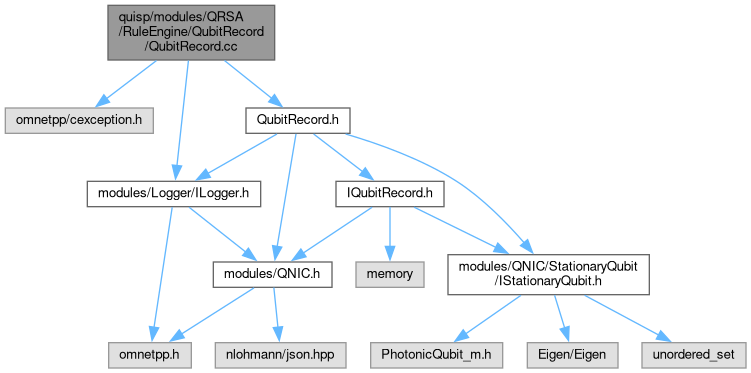 quisp/modules/QRSA
/RuleEngine/QubitRecord
/QubitRecord.cc
omnetpp/cexception.h
QubitRecord.h
modules/Logger/ILogger.h
IQubitRecord.h
modules/QNIC.h
memory
modules/QNIC/StationaryQubit
/IStationaryQubit.h
omnetpp.h
nlohmann/json.hpp
PhotonicQubit_m.h
Eigen/Eigen
unordered_set